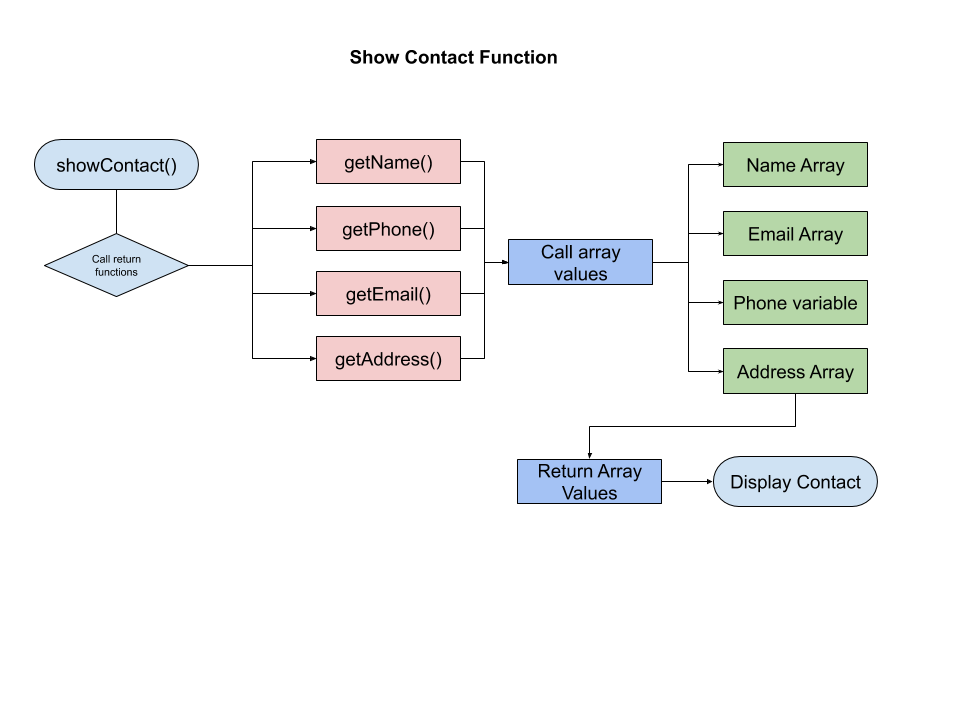 Show Contact Function
showContact()
Call return
functions
getName()
getPhone()
getEmail()
getAddress()
Call array
values
Name Array
Email Array
Phone variable
Address Array
Return Array
Values
Display Contact